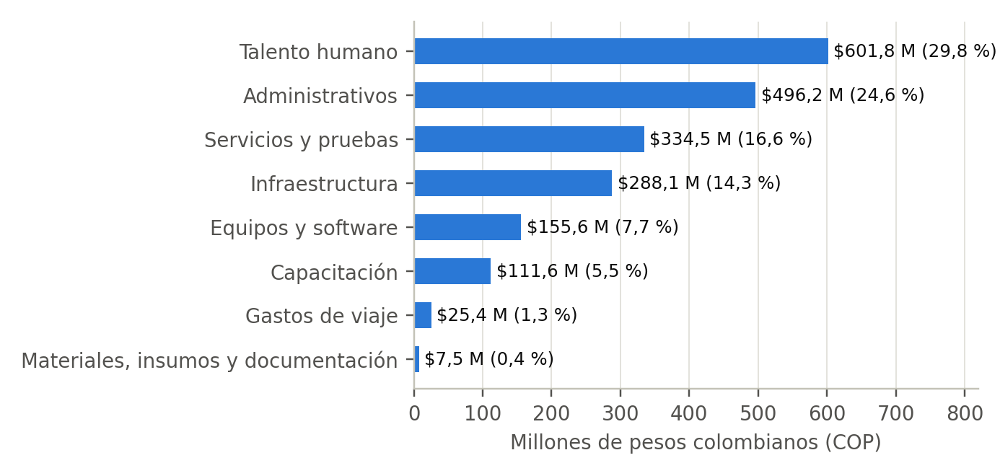 Talento humano $601,8 M (29,8 %)
Administrativos $496,2 M (24,6 %)
Servicios y pruebas $334,5 M (16,6 %)
Infraestructura $288,1 M (14,3 %)
Equipos y software $155,6 M (7,7 %)
Capacitación $111,6 M (5,5 %)
Gastos de viaje $25,4 M (1,3 %)
Materiales, insumos y documentación $7,5 M (0,4 %)
0 100 200 300 400 500 600 700 800
Millones de pesos colombianos (COP)